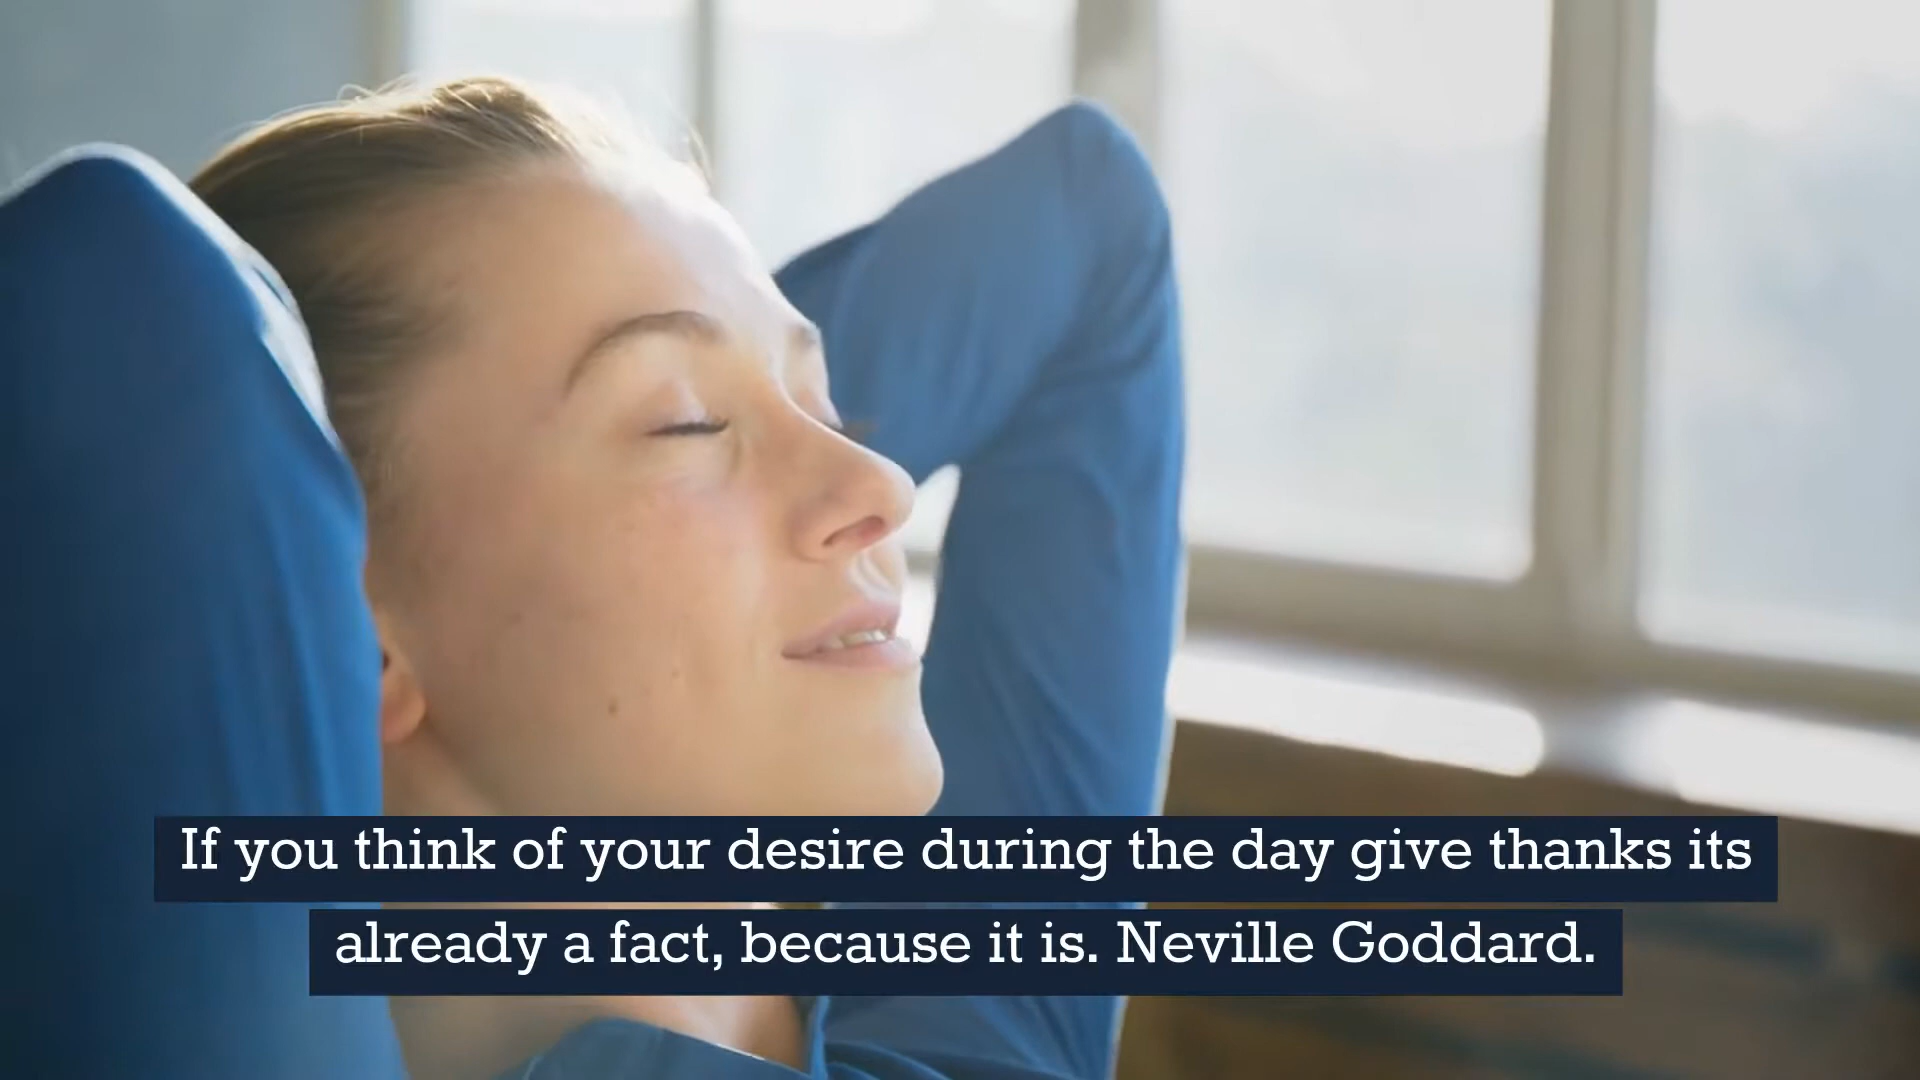 If you think of your desire during the day give thanks its
already a fact, because it is. Neville Goddard.